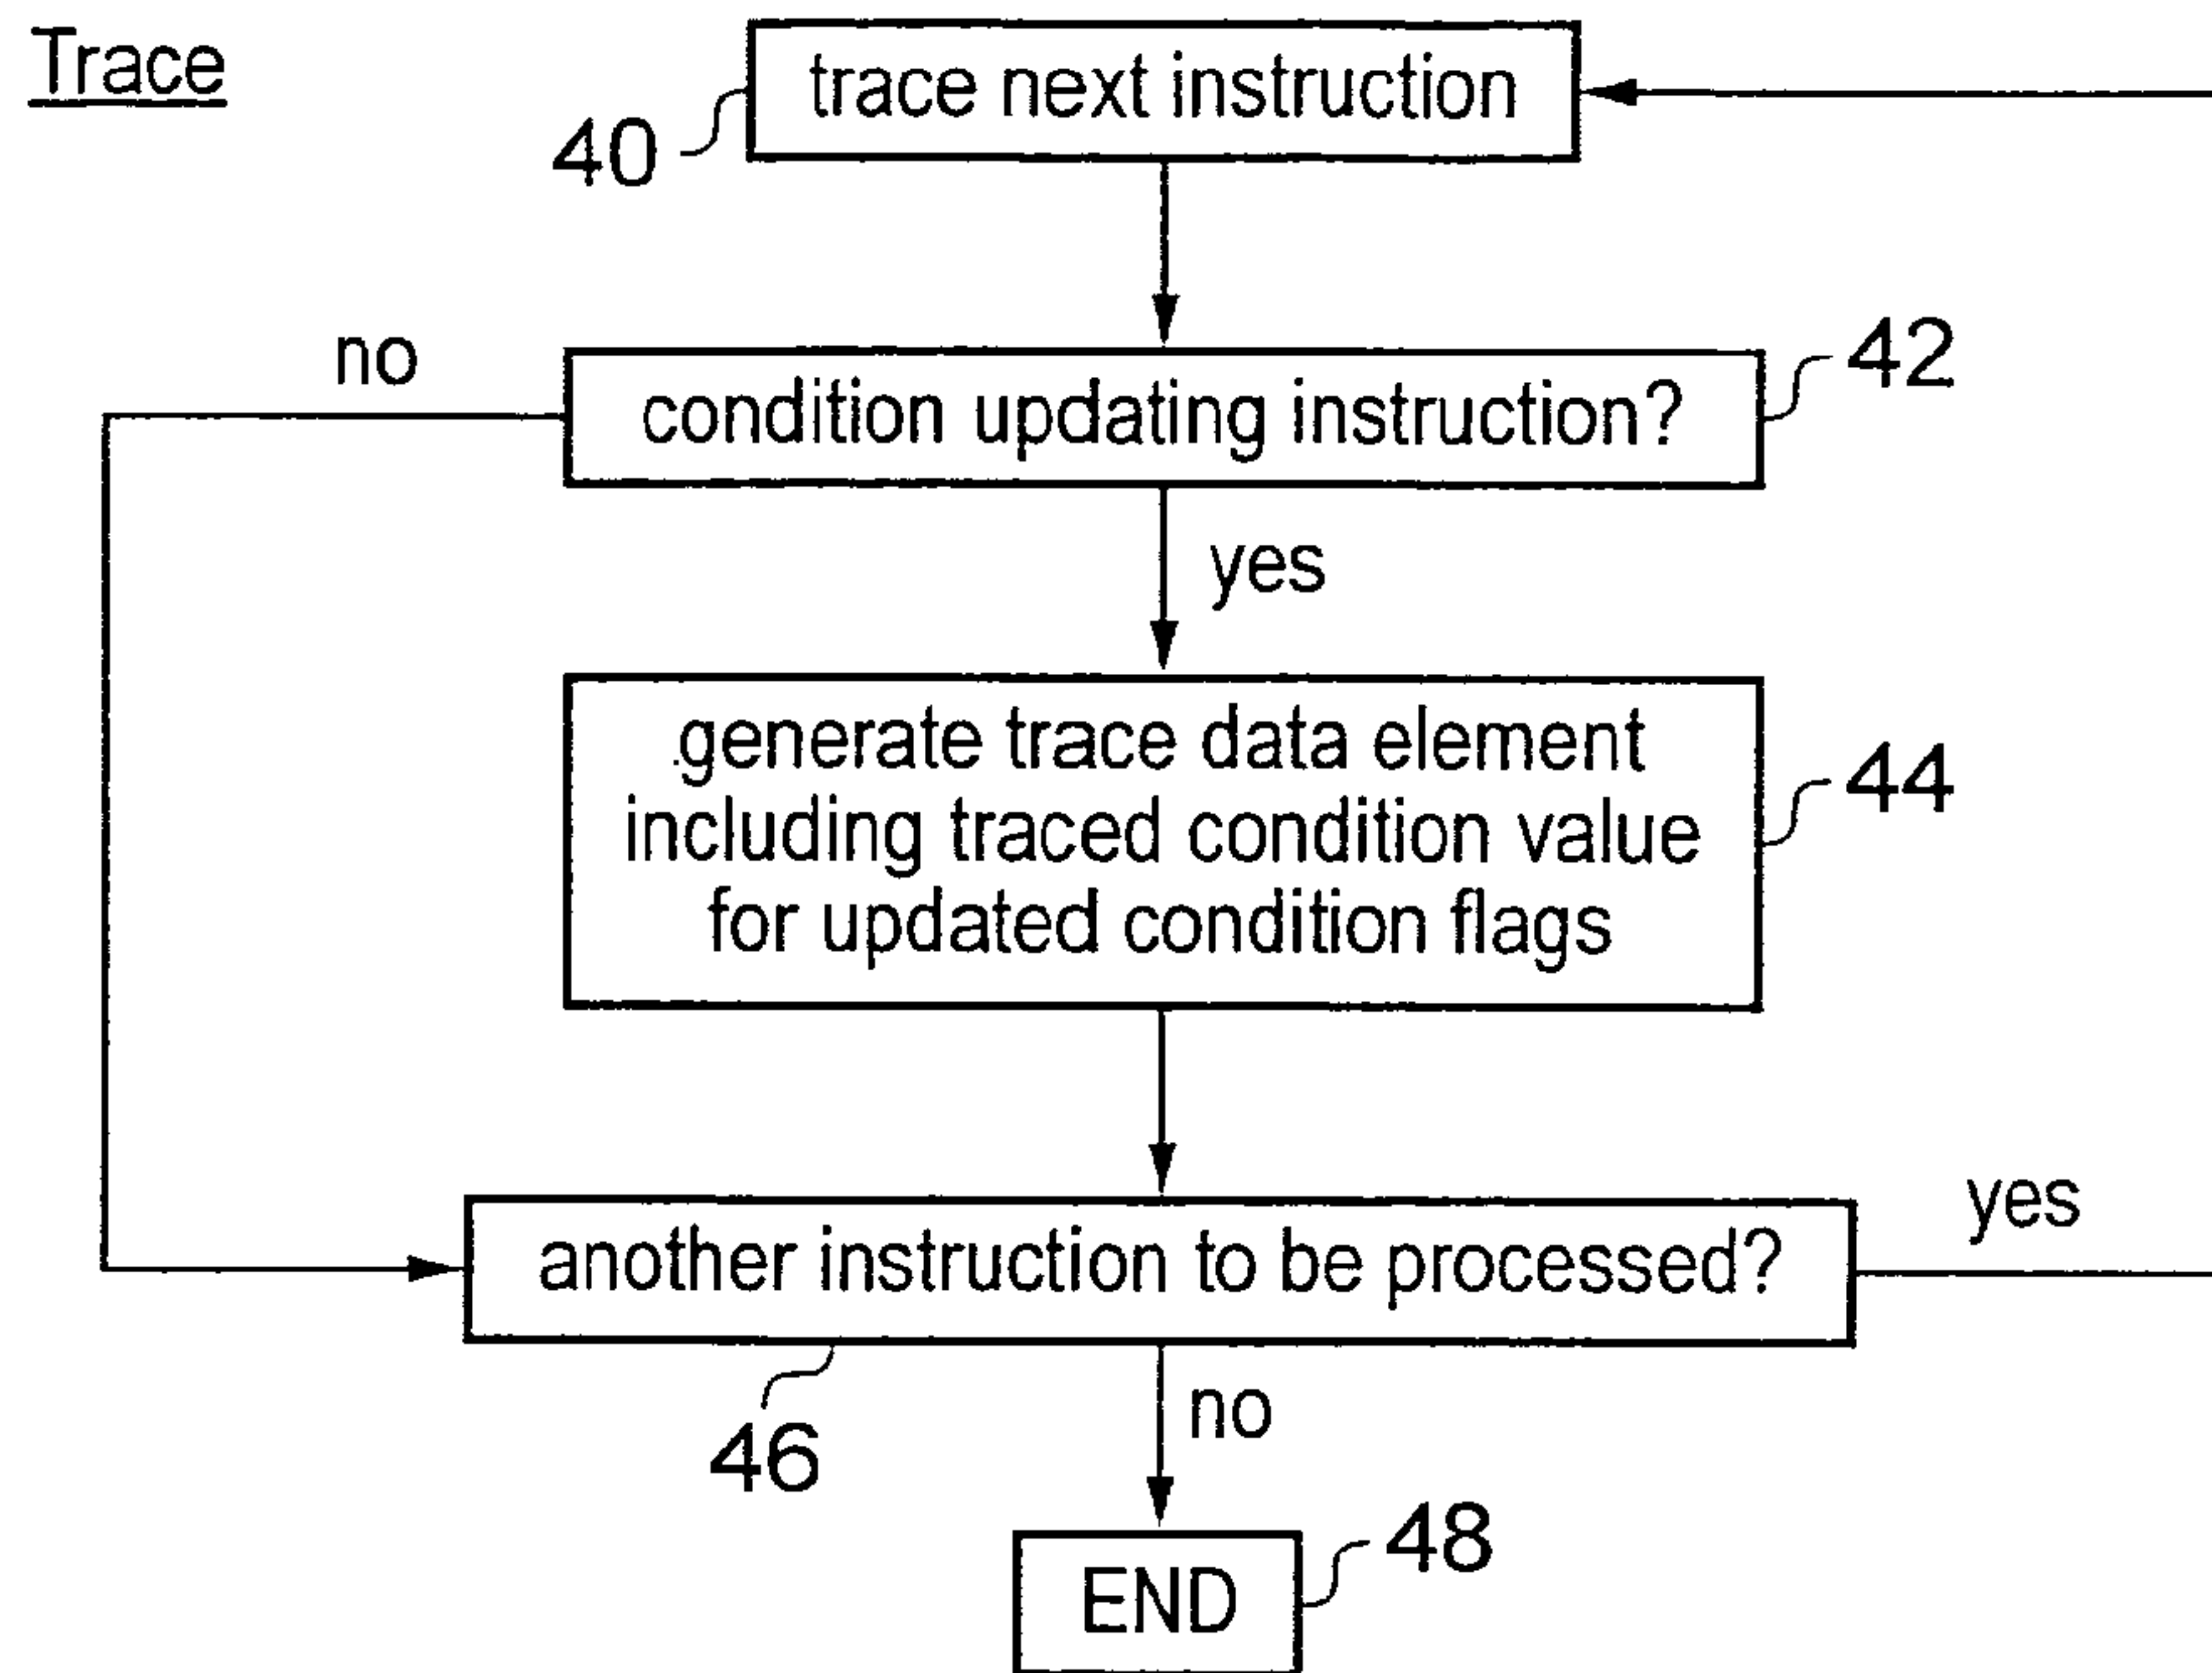 Trace
trace next instruction
40
no
condition updating instruction?
42
yes
generate trace data element
including traced condition value
for updated condition flags
44
another instruction to be processed?
yes
46
no
END
48